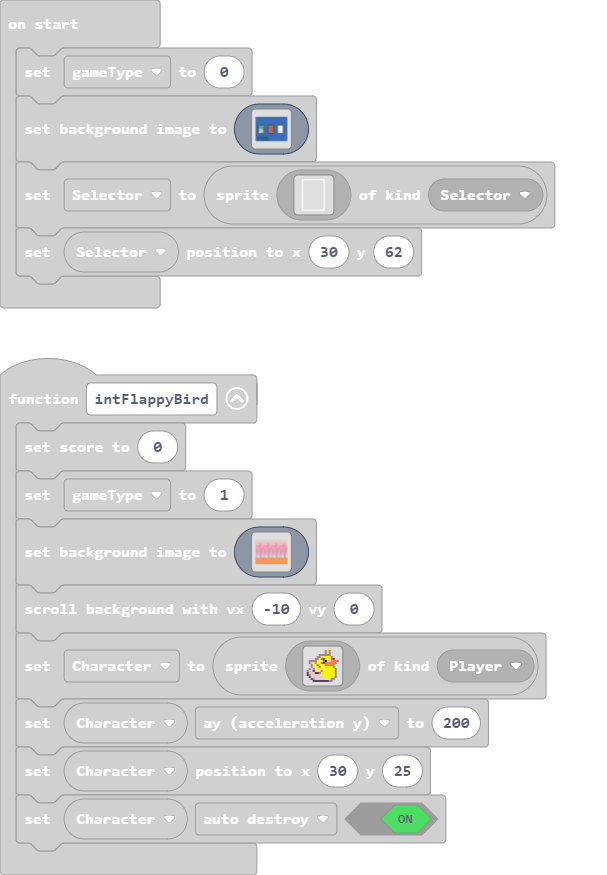 on start
set gameType to 0
set background image to
set Selector to sprite of kind Selector
set Selector position to x 30 y 62
function intFlappyBird
set score to 0
set gameType to 1
set background image to
scroll background with vx -10 vy 0
set Character to sprite of kind Player
set Character ay (acceleration y) to 200
set Character position to x 30 y 25
set Character auto destroy ON